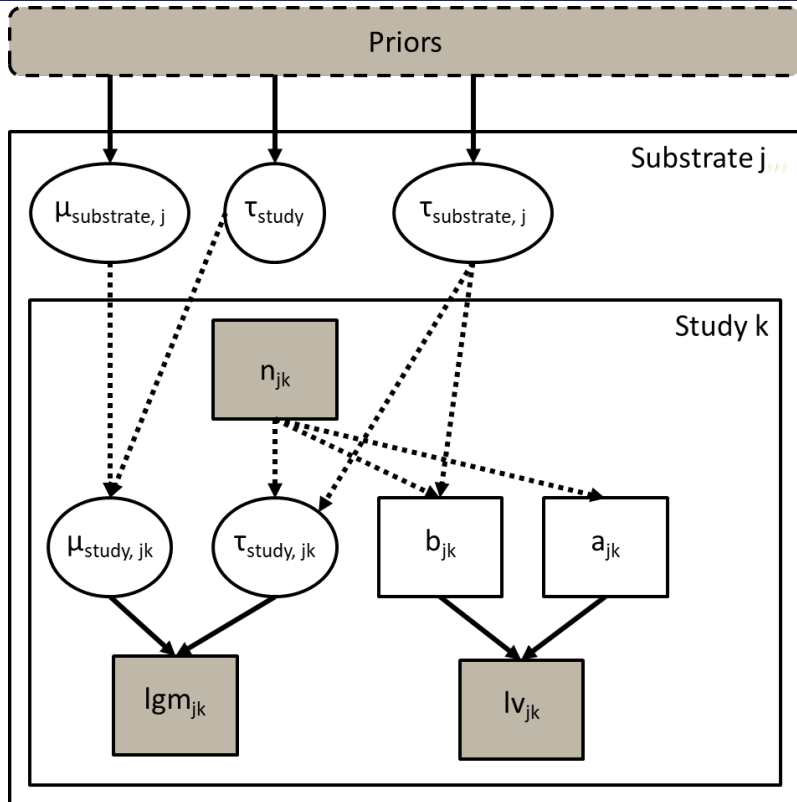 Priors
Substrate j
μsubstrate, j
τstudy
τsubstrate, j
Study k
njk
μstudy, jk
τstudy, jk
bjk
ajk
lgmjk
lvjk